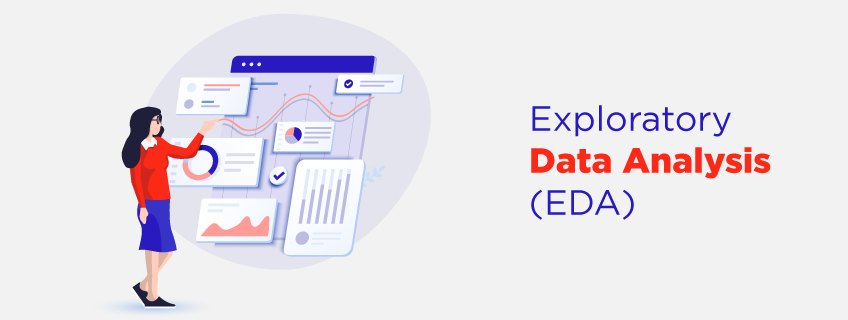 Exploratory
Data Analysis
(EDA)